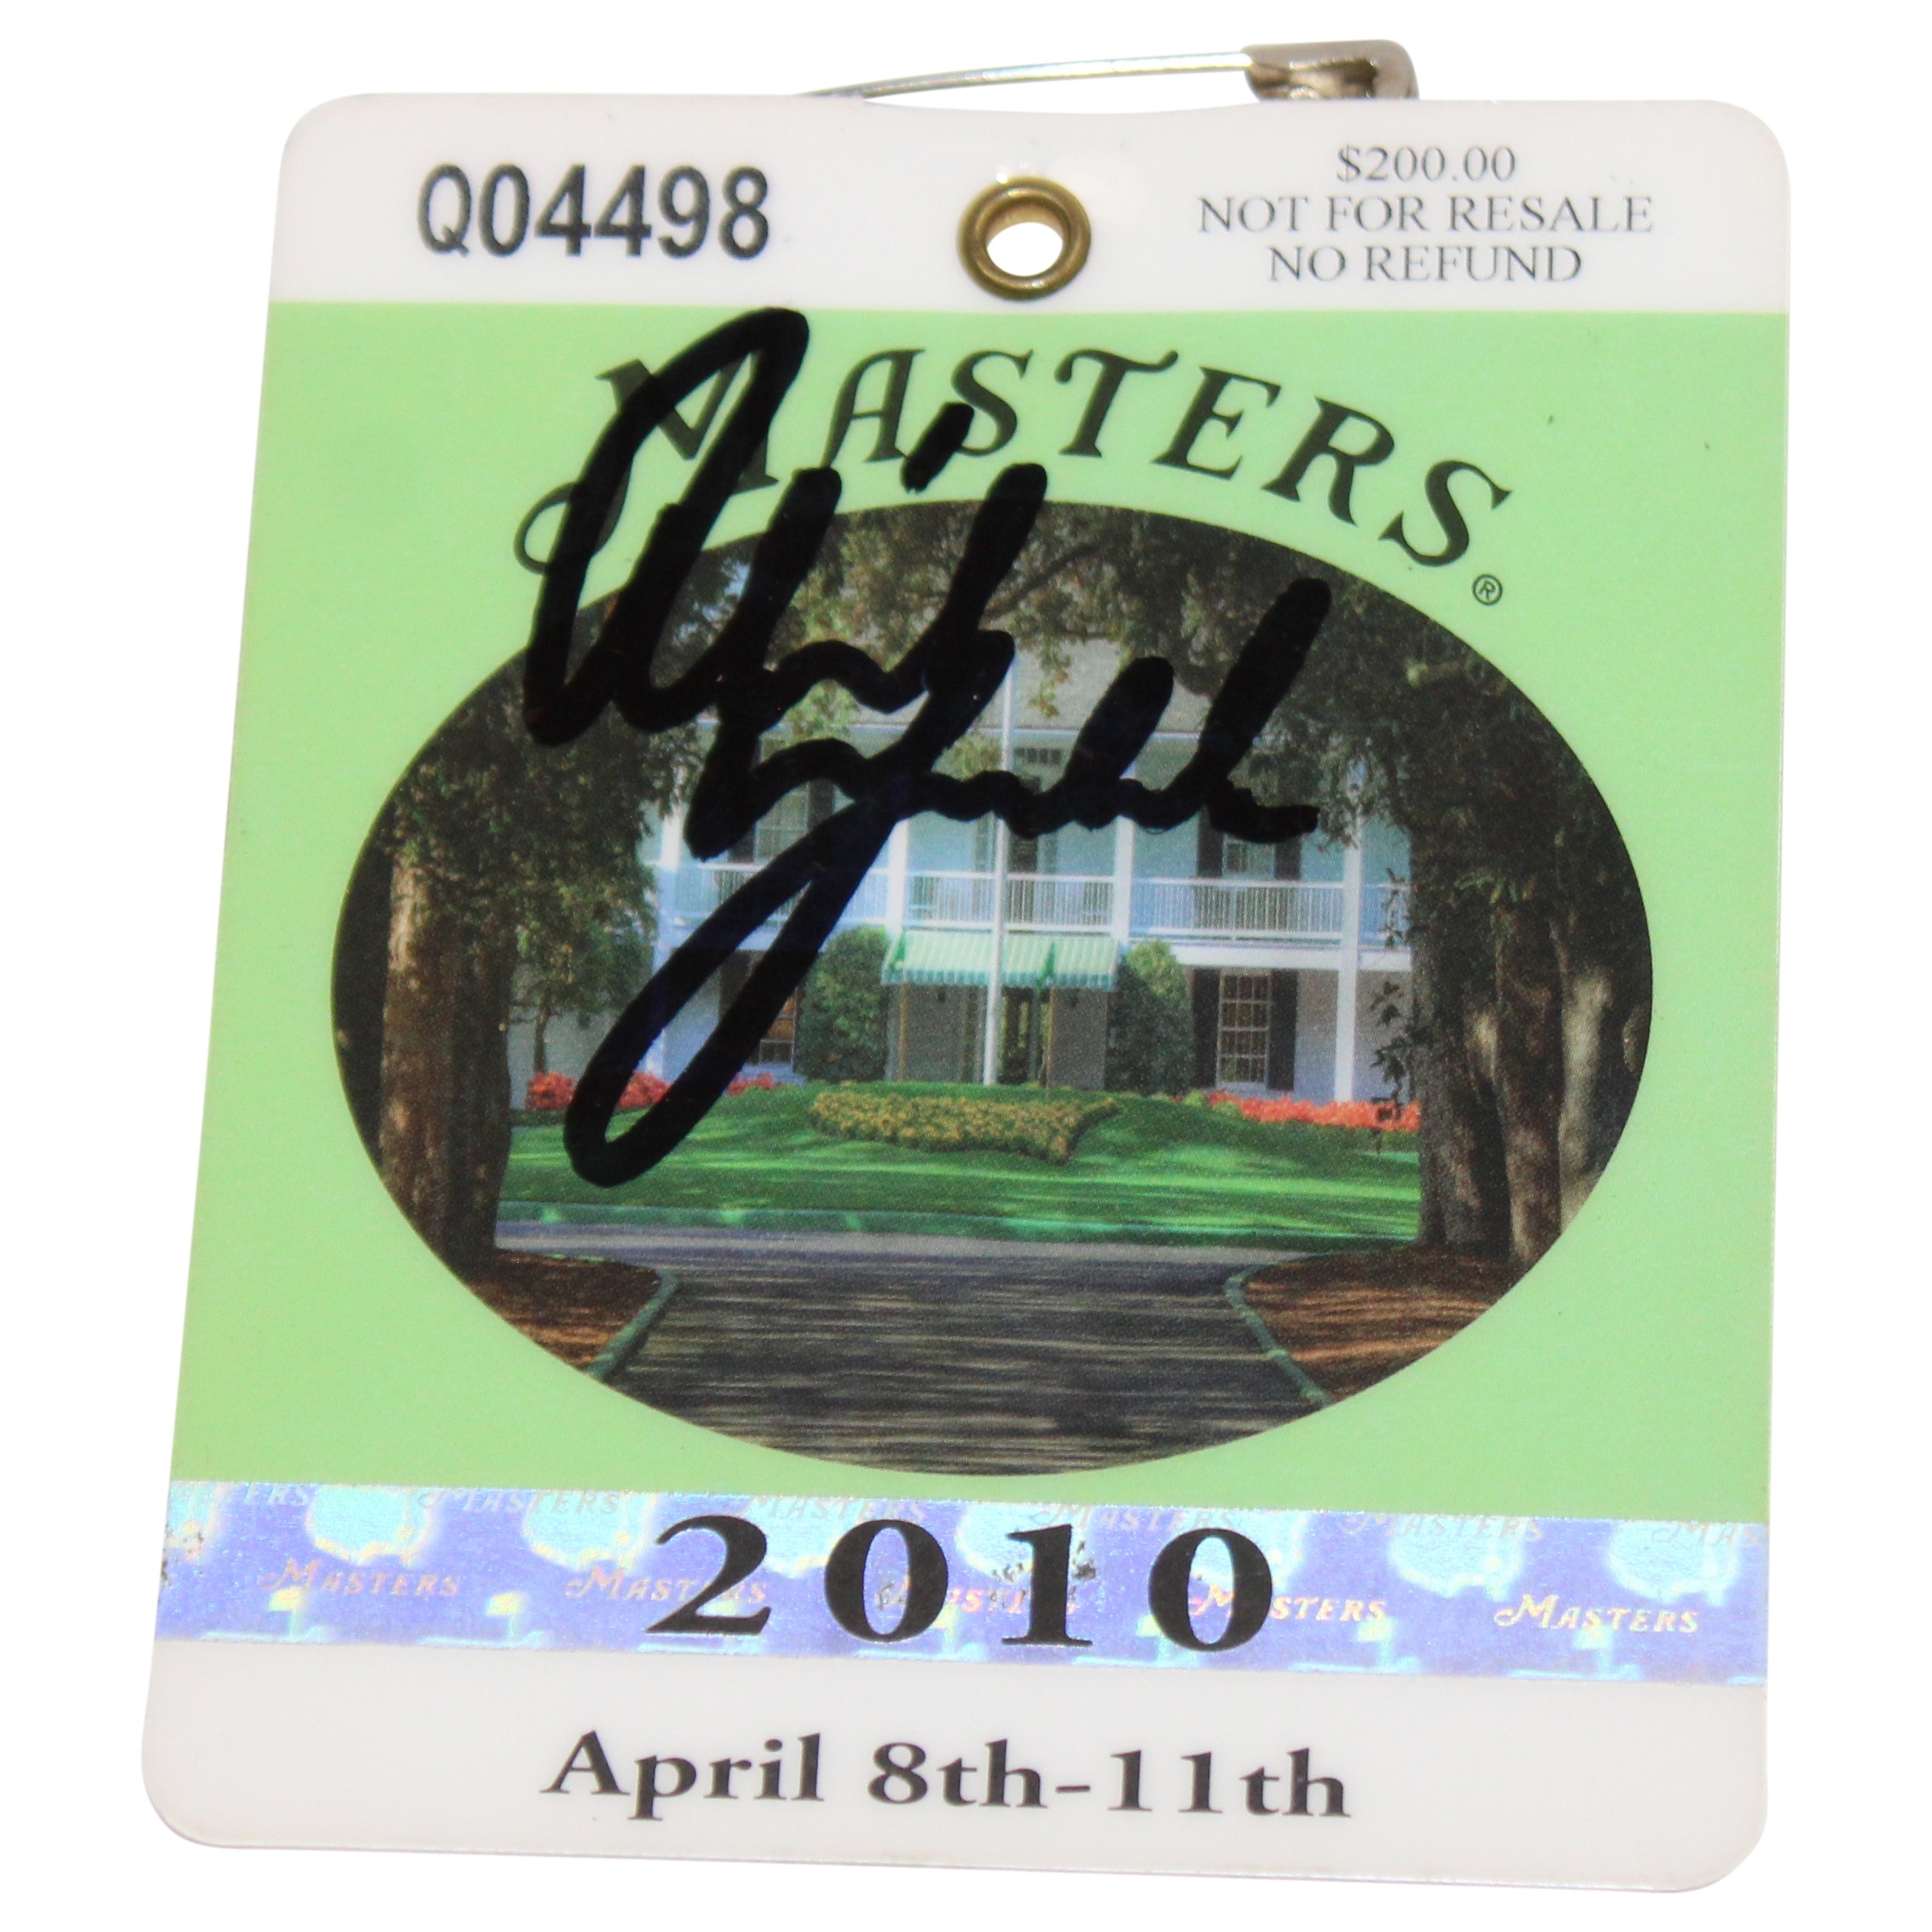 Q04498
$200.00
NOT FOR RESALE
NO REFUND
MASTERS®
2010
MASTERS MASTERS MASTERS MASTERS
April 8th-11th